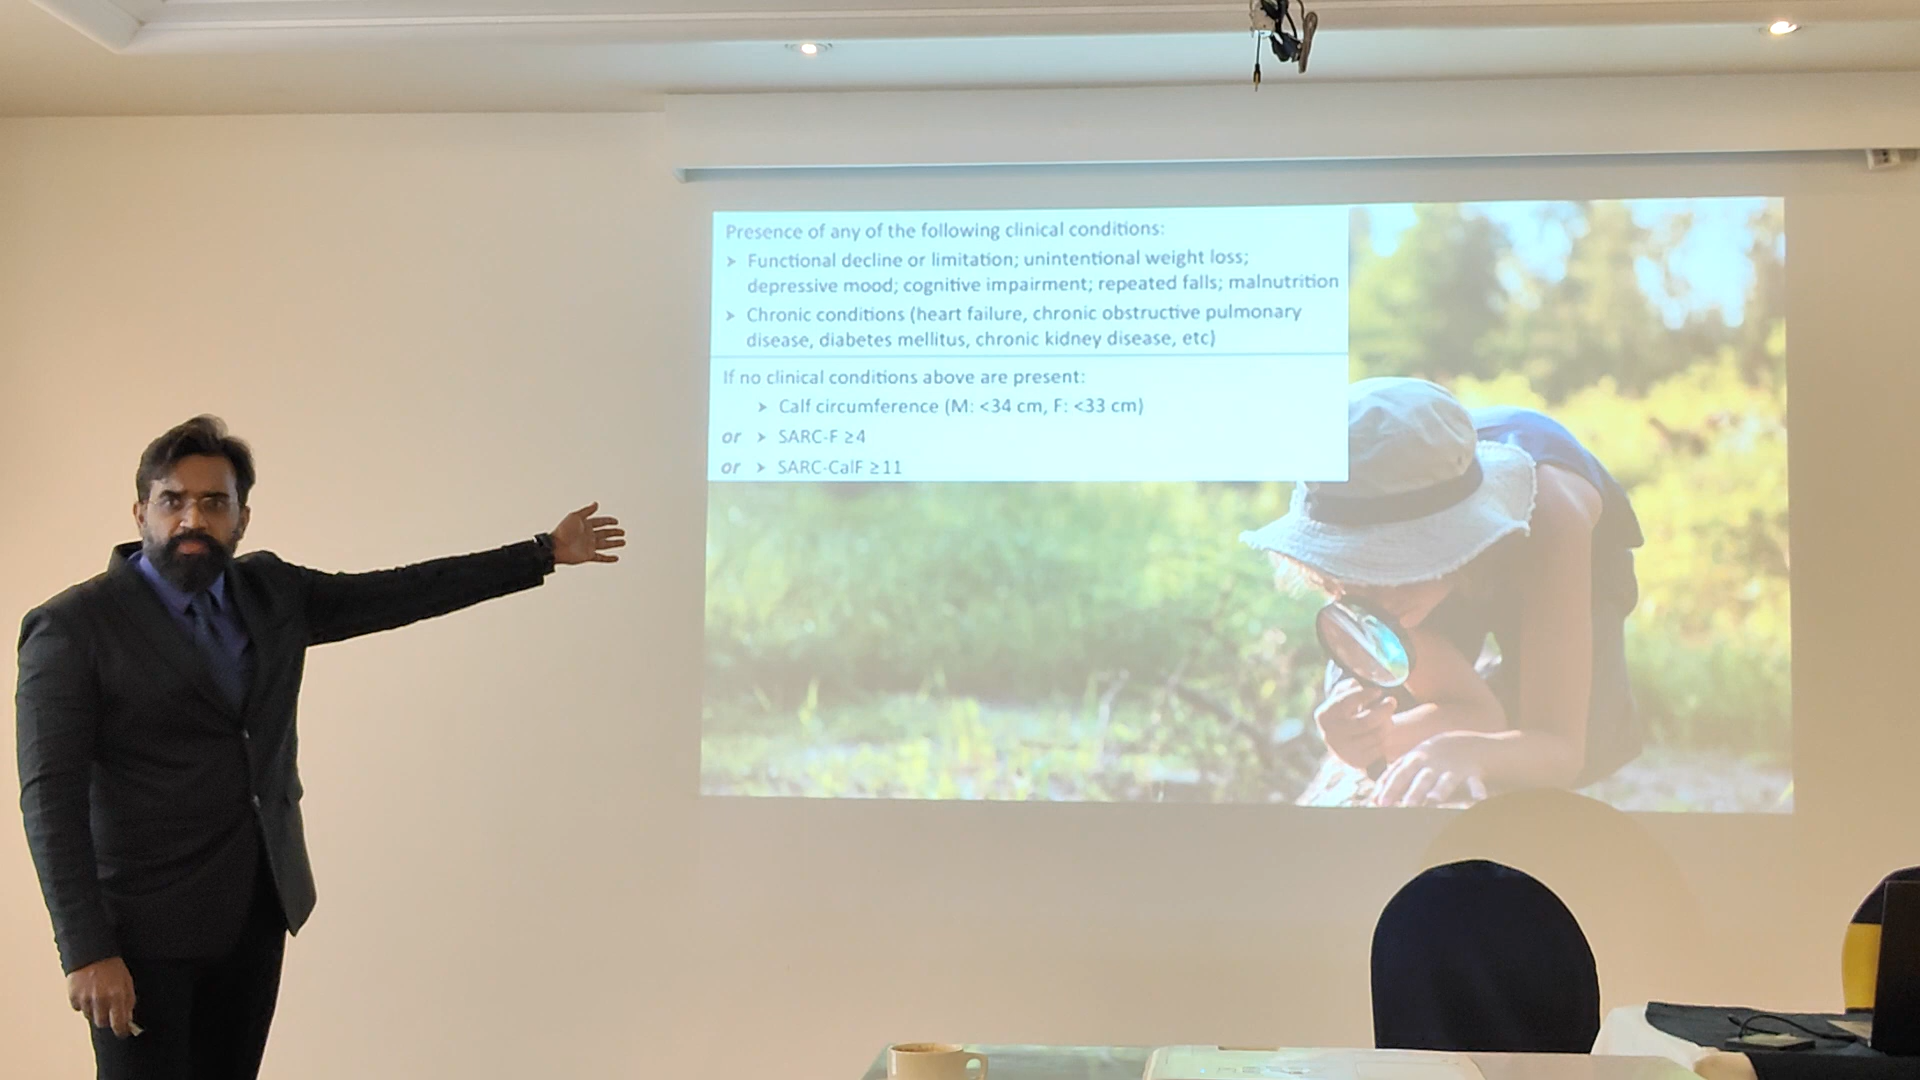 Presence of any of the following clinical conditions:
➤ Functional decline or limitation; unintentional weight loss;
depressive mood; cognitive impairment; repeated falls; malnutrition
➤ Chronic conditions (heart failure, chronic obstructive pulmonary
disease, diabetes mellitus, chronic kidney disease, etc)
If no clinical conditions above are present:
➤ Calf circumference (M: <34 cm, F: <33 cm)
or ➤ SARC-F ≥4
or ➤ SARC-CalF ≥11